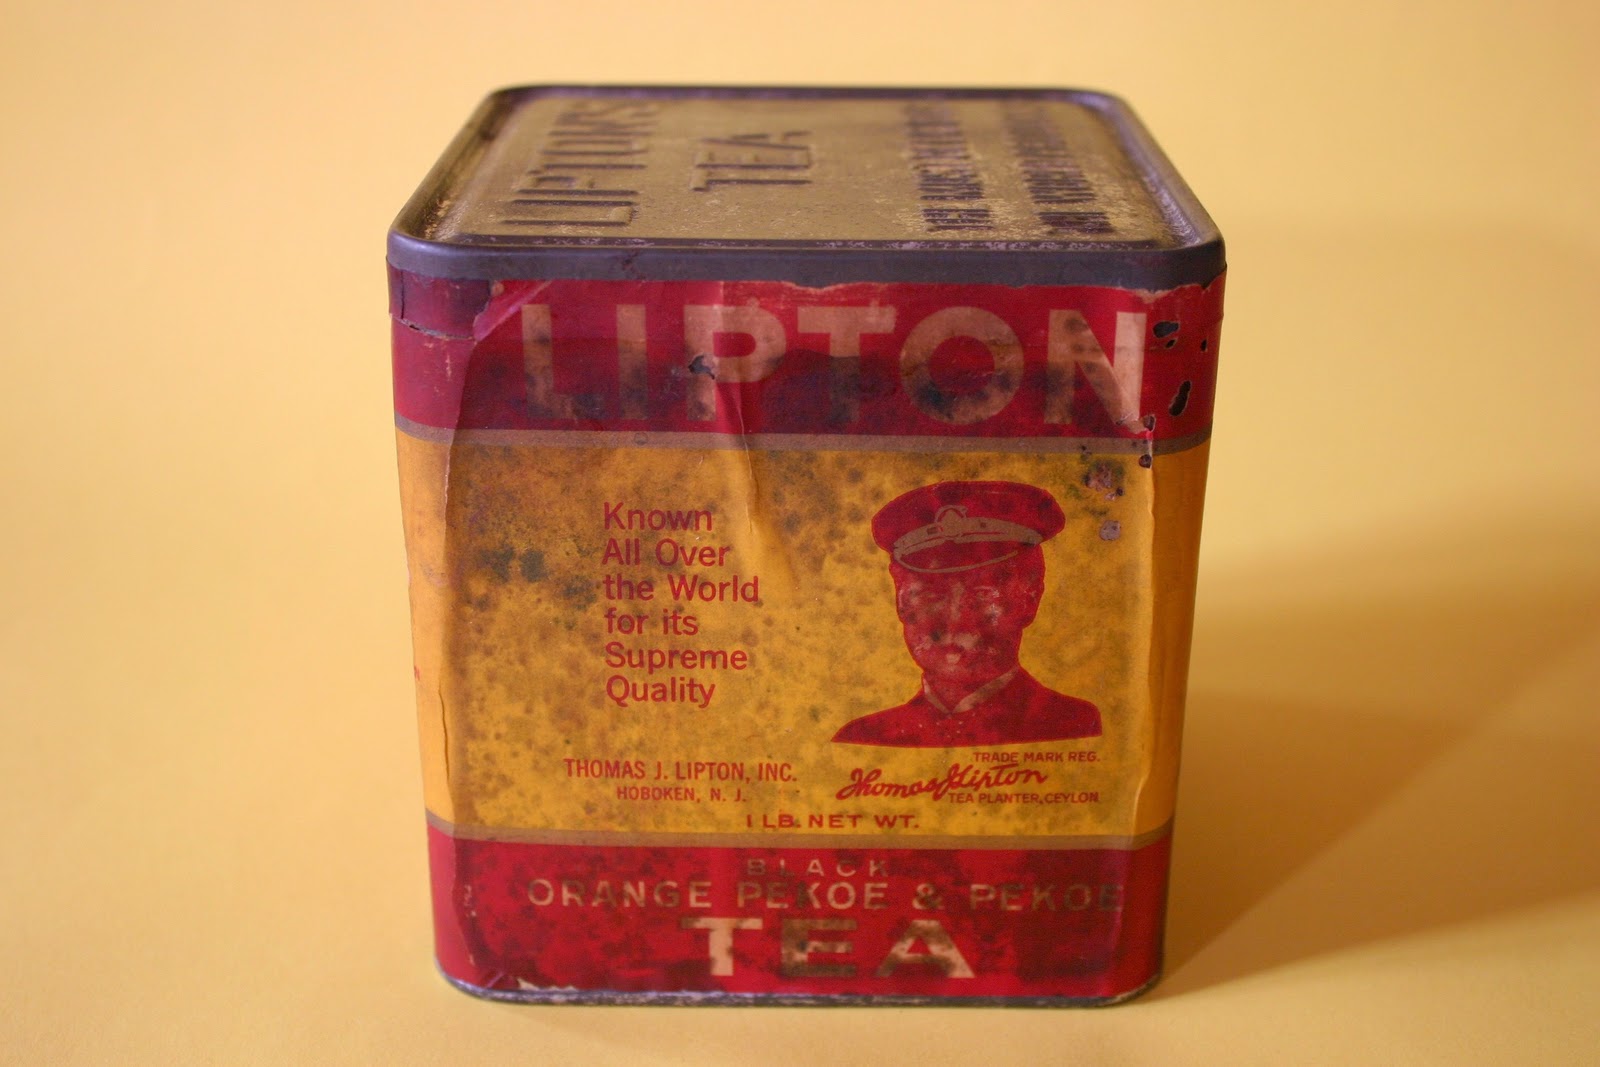 LIPTON'S
TEA
LIPTON
Known
All Over
the World
for its
Supreme
Quality
THOMAS J. LIPTON, INC.
HOBOKEN, N. J.
TRADE MARK REG.
Thomas J Lipton
TEA PLANTER, CEYLON
1 LB. NET WT.
BLACK
ORANGE PEKOE & PEKOE
TEA